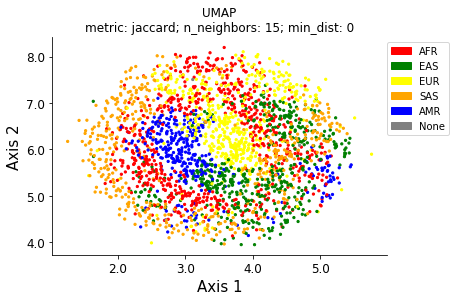 UMAP
metric: jaccard; n_neighbors: 15; min_dist: 0
8.0
7.0
6.0
5.0
4.0
Axis 2
2.0 3.0 4.0 5.0
Axis 1
AFR
EAS
EUR
SAS
AMR
None